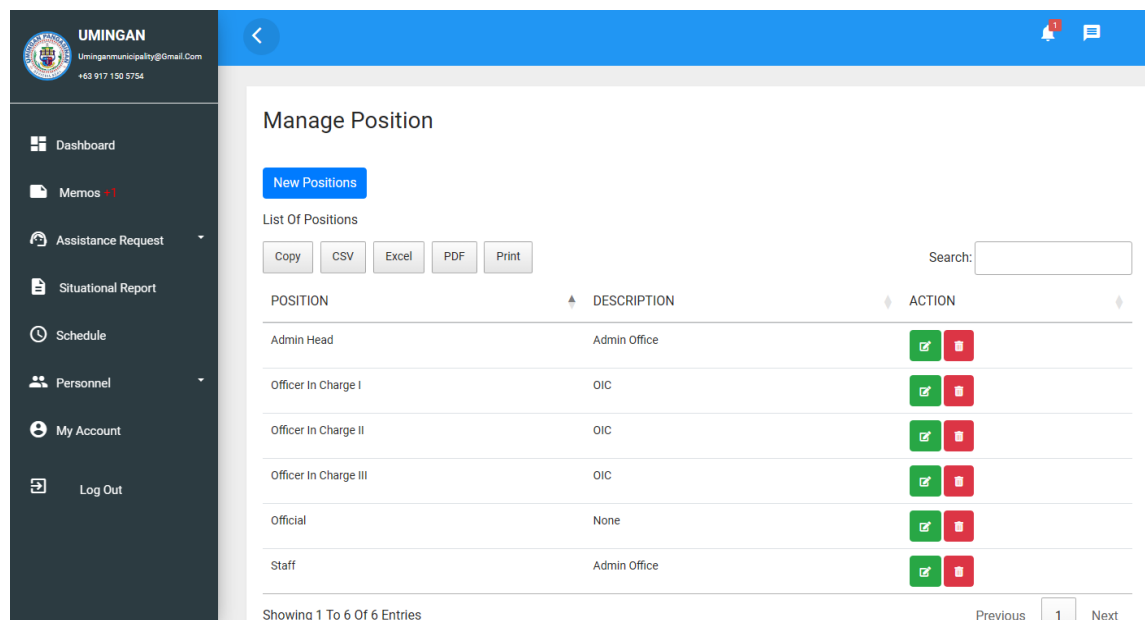 UMINGAN
Uminganmunicipality@Gmail.Com
+63 917 150 5754
1
Dashboard
Memos +1
Assistance Request
Situational Report
Schedule
Personnel
My Account
Log Out
Manage Position
New Positions
List Of Positions
Copy CSV Excel PDF Print Search:
POSITION DESCRIPTION ACTION
Admin Head Admin Office
Officer In Charge I OIC
Officer In Charge II OIC
Officer In Charge III OIC
Official None
Staff Admin Office
Showing 1 To 6 Of 6 Entries Previous 1 Next